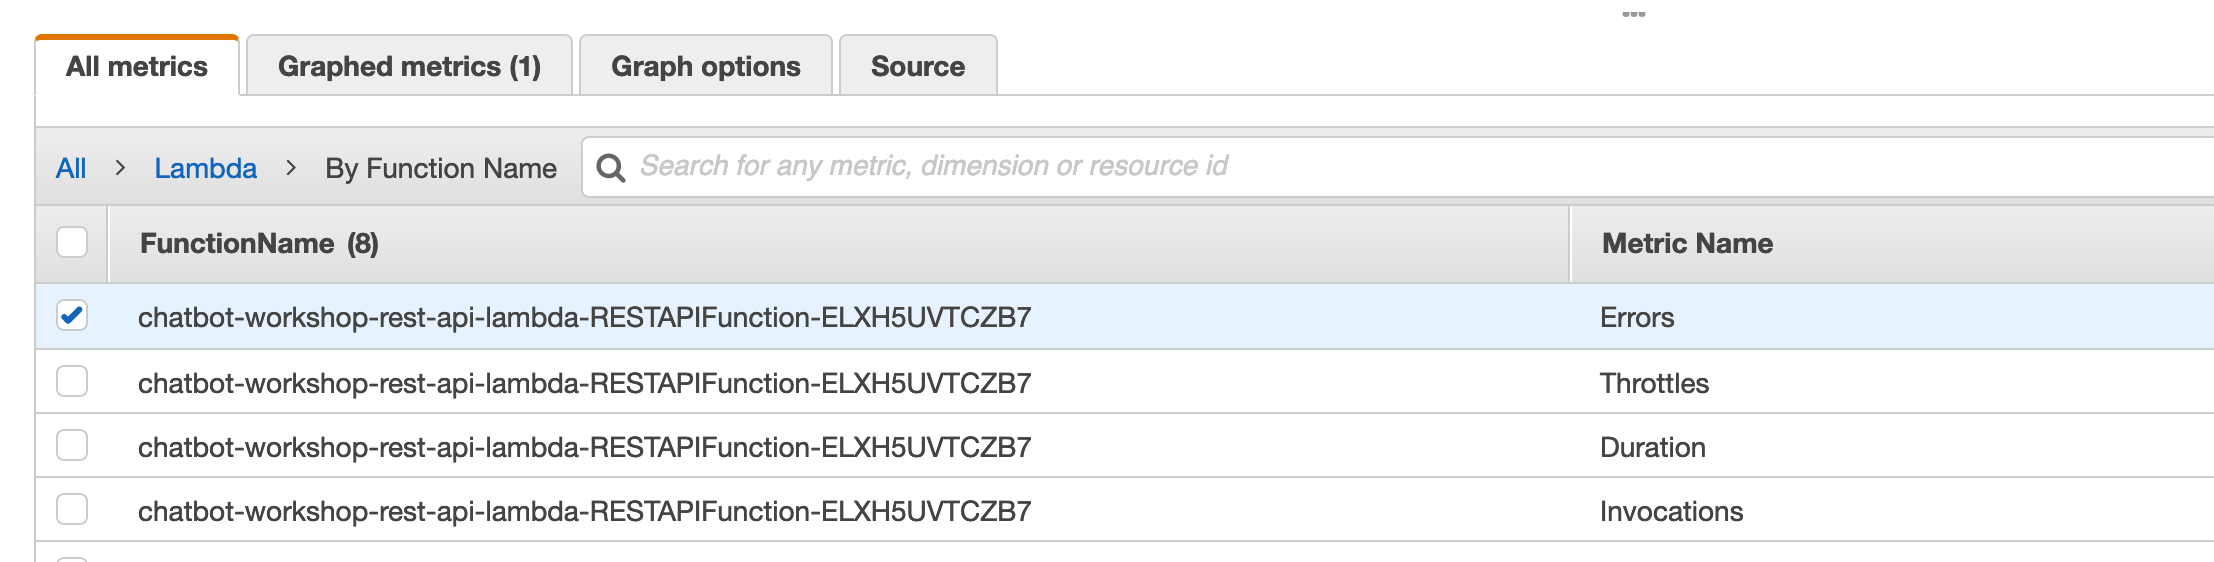 All metrics Graphed metrics (1) Graph options Source
All > Lambda > By Function Name Search for any metric, dimension or resource id
FunctionName (8) Metric Name
chatbot-workshop-rest-api-lambda-RESTAPIFunction-ELXH5UVTCZB7 Errors
chatbot-workshop-rest-api-lambda-RESTAPIFunction-ELXH5UVTCZB7 Throttles
chatbot-workshop-rest-api-lambda-RESTAPIFunction-ELXH5UVTCZB7 Duration
chatbot-workshop-rest-api-lambda-RESTAPIFunction-ELXH5UVTCZB7 Invocations